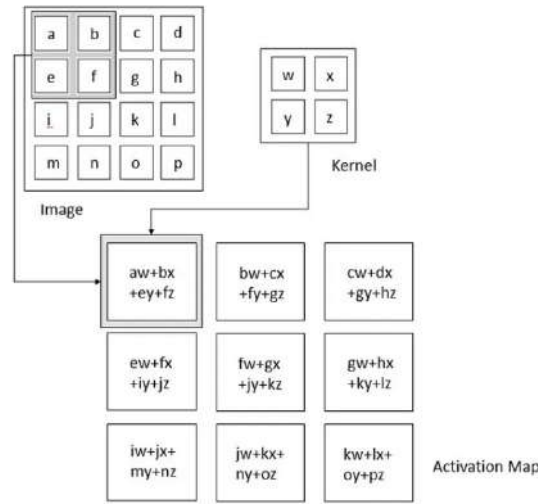 a b c d
e f g h
i j k l
m n o p
Image
w x
y z
Kernel
aw+bx
+ey+fz
bw+cx
+fy+gz
cw+dx
+gy+hz
ew+fx
+iy+jz
fw+gx
+jy+kz
gw+hx
+ky+lz
iw+jx+
my+nz
jw+kx+
ny+oz
kw+lx+
oy+pz
Activation Map